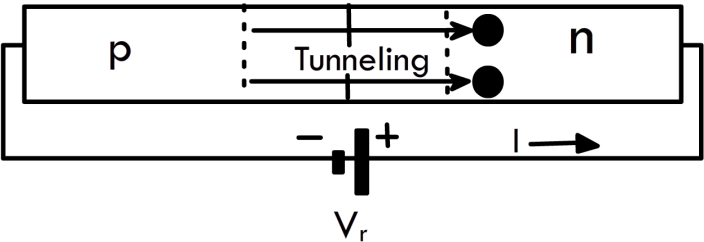 p
n
Tunneling
− +
I
Vr